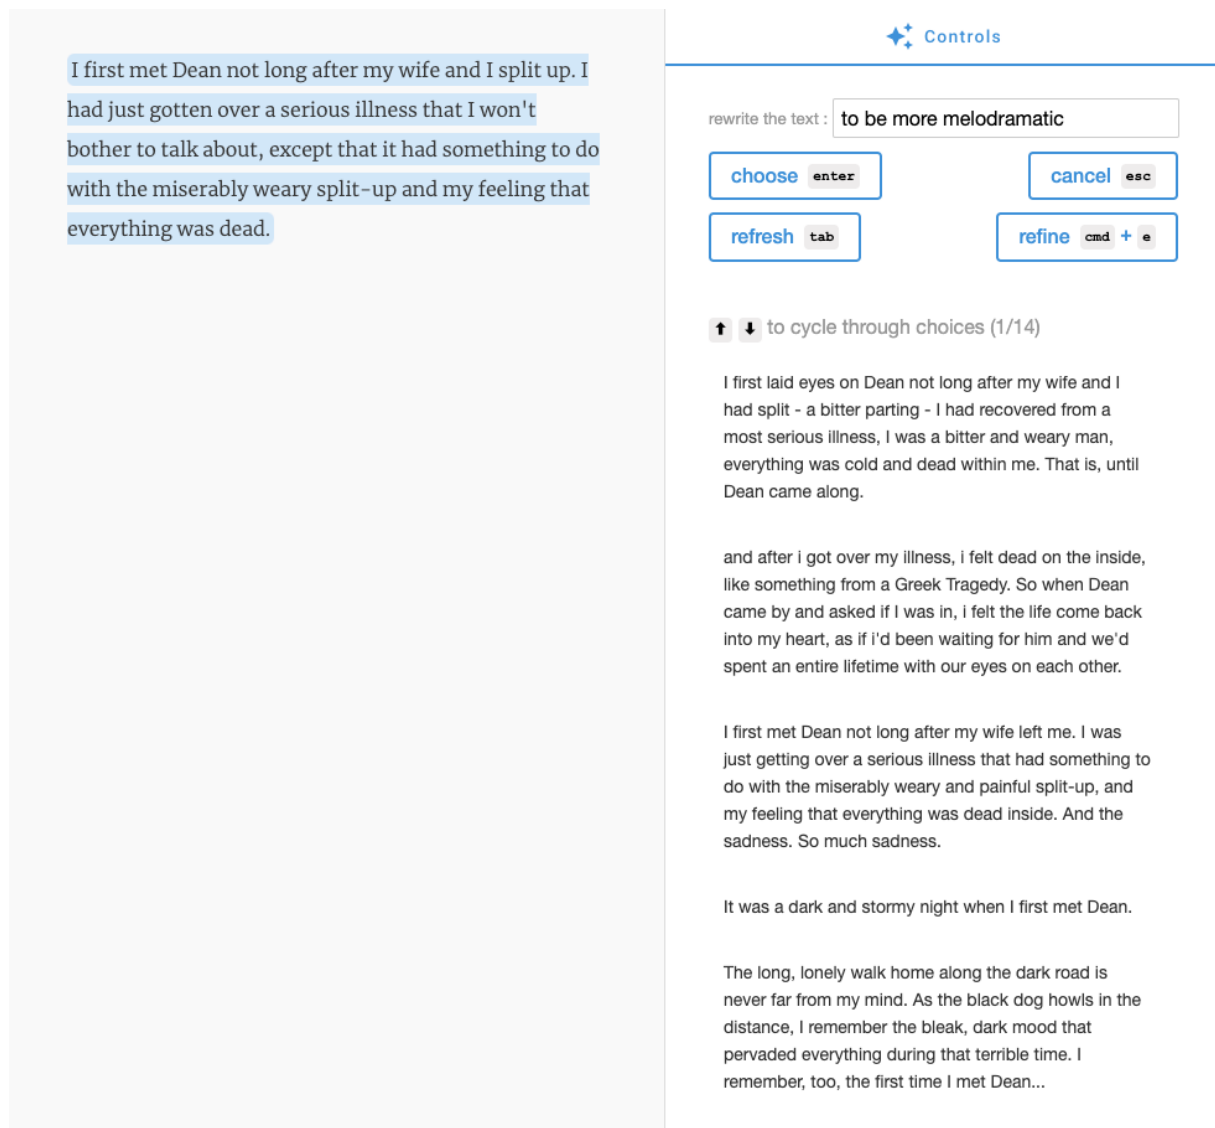 I first met Dean not long after my wife and I split up. I
had just gotten over a serious illness that I won't
bother to talk about, except that it had something to do
with the miserably weary split-up and my feeling that
everything was dead.
Controls
rewrite the text : to be more melodramatic
choose enter
cancel esc
refresh tab
refine cmd + e
⬆ ⬇ to cycle through choices (1/14)
I first laid eyes on Dean not long after my wife and I
had split - a bitter parting - I had recovered from a
most serious illness, I was a bitter and weary man,
everything was cold and dead within me. That is, until
Dean came along.
and after i got over my illness, i felt dead on the inside,
like something from a Greek Tragedy. So when Dean
came by and asked if I was in, i felt the life come back
into my heart, as if i'd been waiting for him and we'd
spent an entire lifetime with our eyes on each other.
I first met Dean not long after my wife left me. I was
just getting over a serious illness that had something to
do with the miserably weary and painful split-up, and
my feeling that everything was dead inside. And the
sadness. So much sadness.
It was a dark and stormy night when I first met Dean.
The long, lonely walk home along the dark road is
never far from my mind. As the black dog howls in the
distance, I remember the bleak, dark mood that
pervaded everything during that terrible time. I
remember, too, the first time I met Dean...